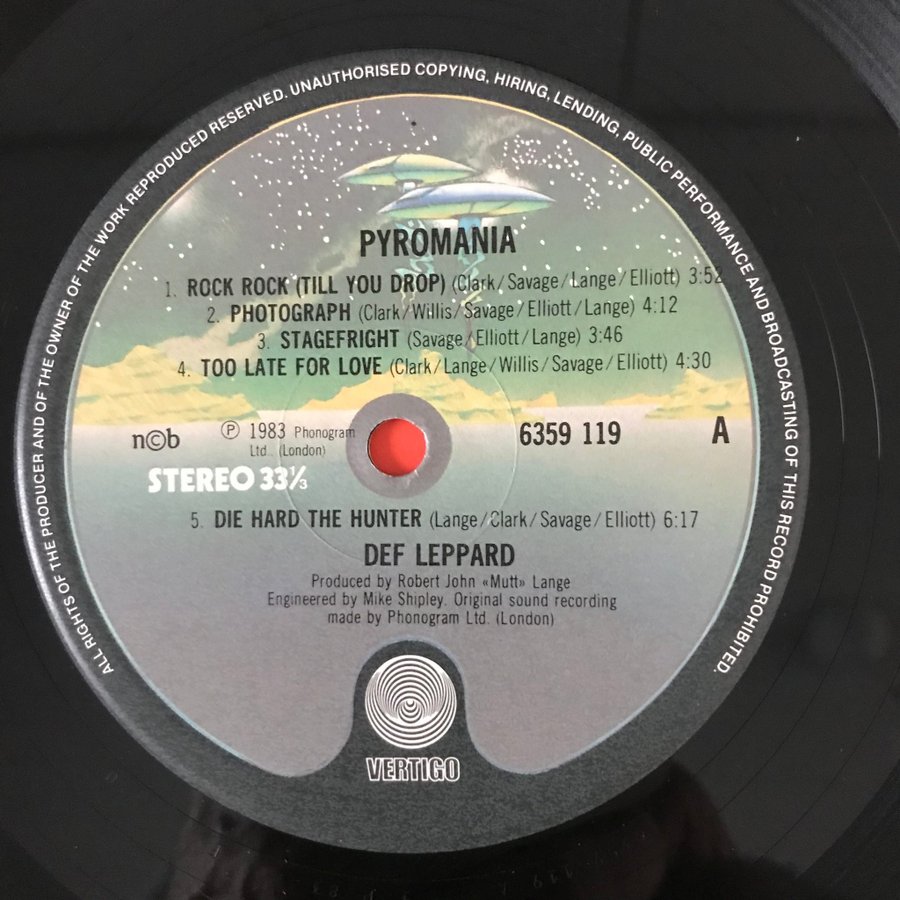 ALL RIGHTS OF THE PRODUCER AND OF THE OWNER OF THE WORK REPRODUCED RESERVED. UNAUTHORISED COPYING, HIRING, LENDING, PUBLIC PERFORMANCE AND BROADCASTING OF THIS RECORD PROHIBITED.
PYROMANIA
1. ROCK ROCK (TILL YOU DROP) (Clark/Savage/Lange/Elliott) 3:52
2. PHOTOGRAPH (Clark/Willis/Savage/Elliott/Lange) 4:12
3. STAGEFRIGHT (Savage/Elliott/Lange) 3:46
4. TOO LATE FOR LOVE (Clark/Lange/Willis/Savage/Elliott) 4:30
n©b ℗ 1983 Phonogram 6359 119 A
Ltd. (London)
STEREO 33⅓
5. DIE HARD THE HUNTER (Lange/Clark/Savage/Elliott) 6:17
DEF LEPPARD
Produced by Robert John «Mutt» Lange
Engineered by Mike Shipley. Original sound recording
made by Phonogram Ltd. (London)
VERTIGO